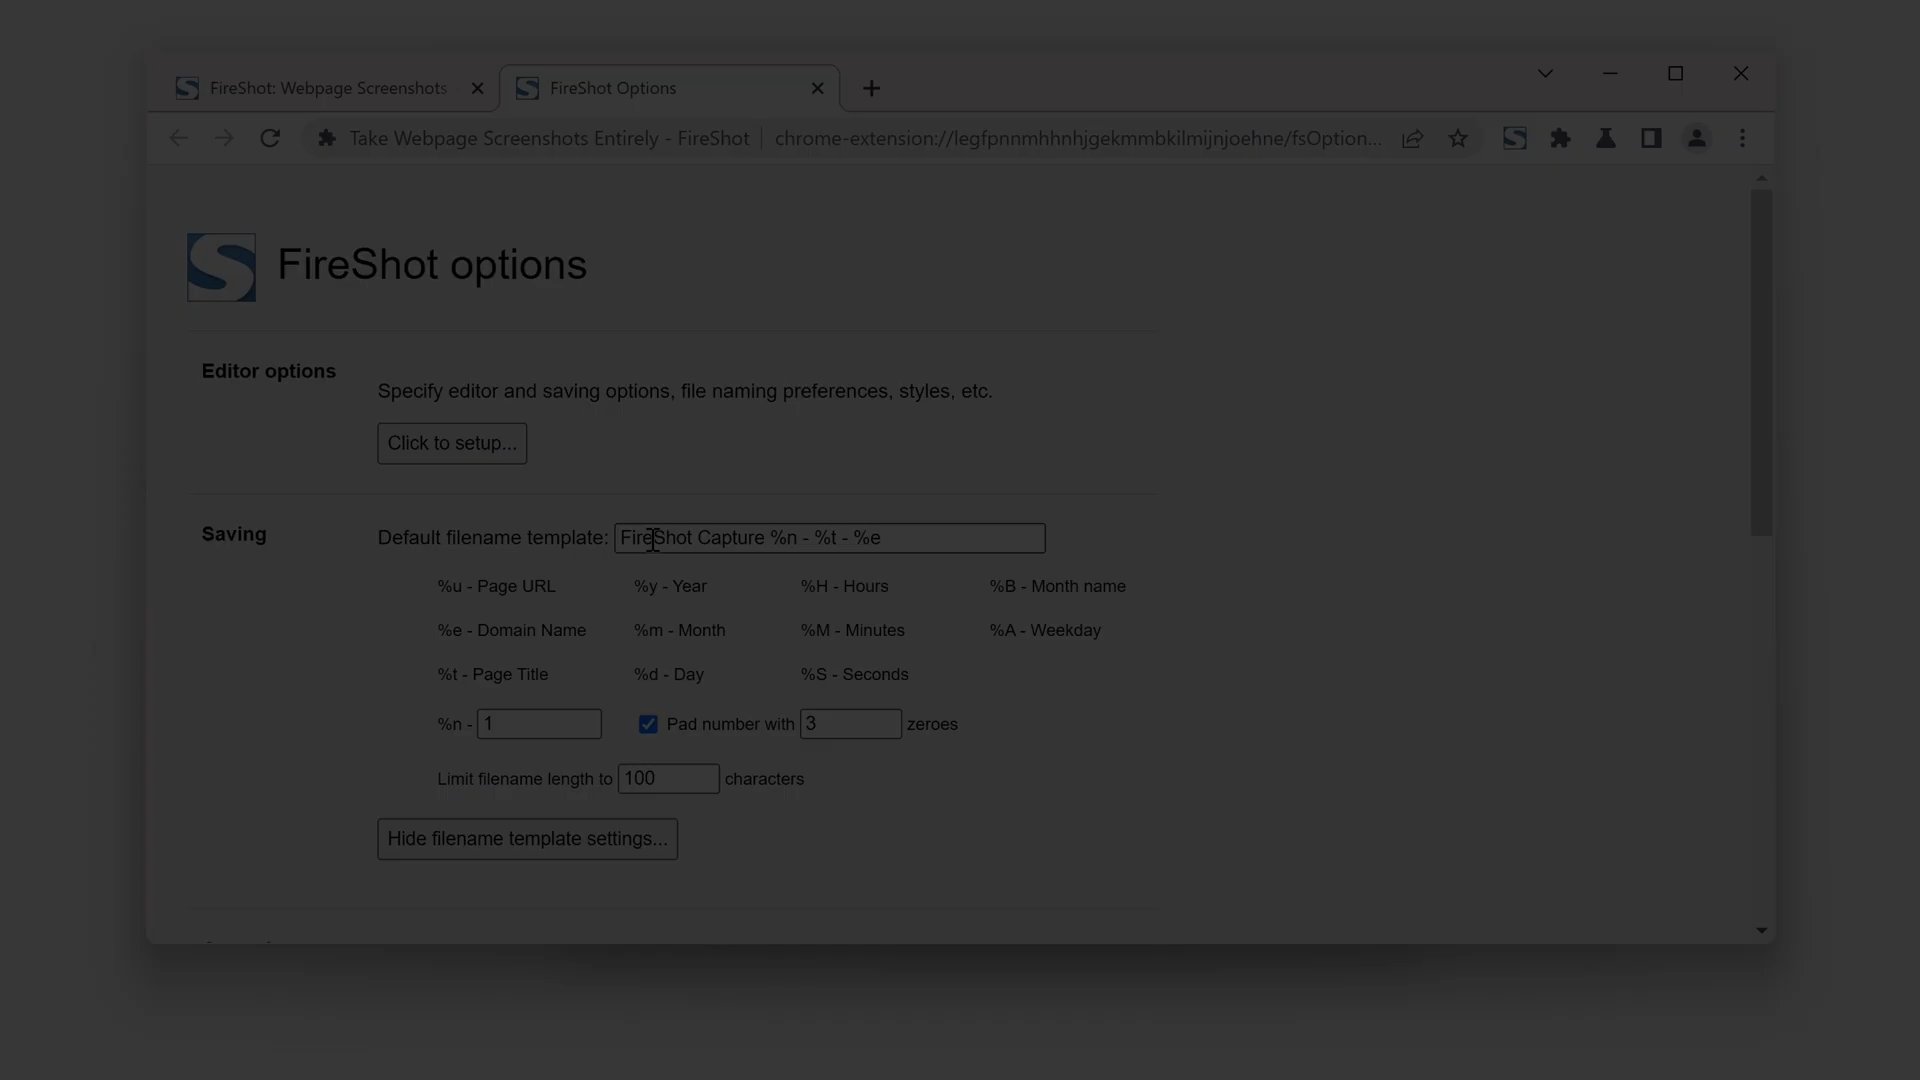 FireShot: Webpage Screenshots
FireShot Options
Take Webpage Screenshots Entirely - FireShot
chrome-extension://legfpnnmhhnhjgekmmbkilmijnjoehne/fsOption...
FireShot options
Editor options
Specify editor and saving options, file naming preferences, styles, etc.
Click to setup...
Saving
Default filename template: FireShot Capture %n - %t - %e
%u - Page URL %y - Year %H - Hours %B - Month name
%e - Domain Name %m - Month %M - Minutes %A - Weekday
%t - Page Title %d - Day %S - Seconds
%n - 1 Pad number with 3 zeroes
Limit filename length to 100 characters
Hide filename template settings...